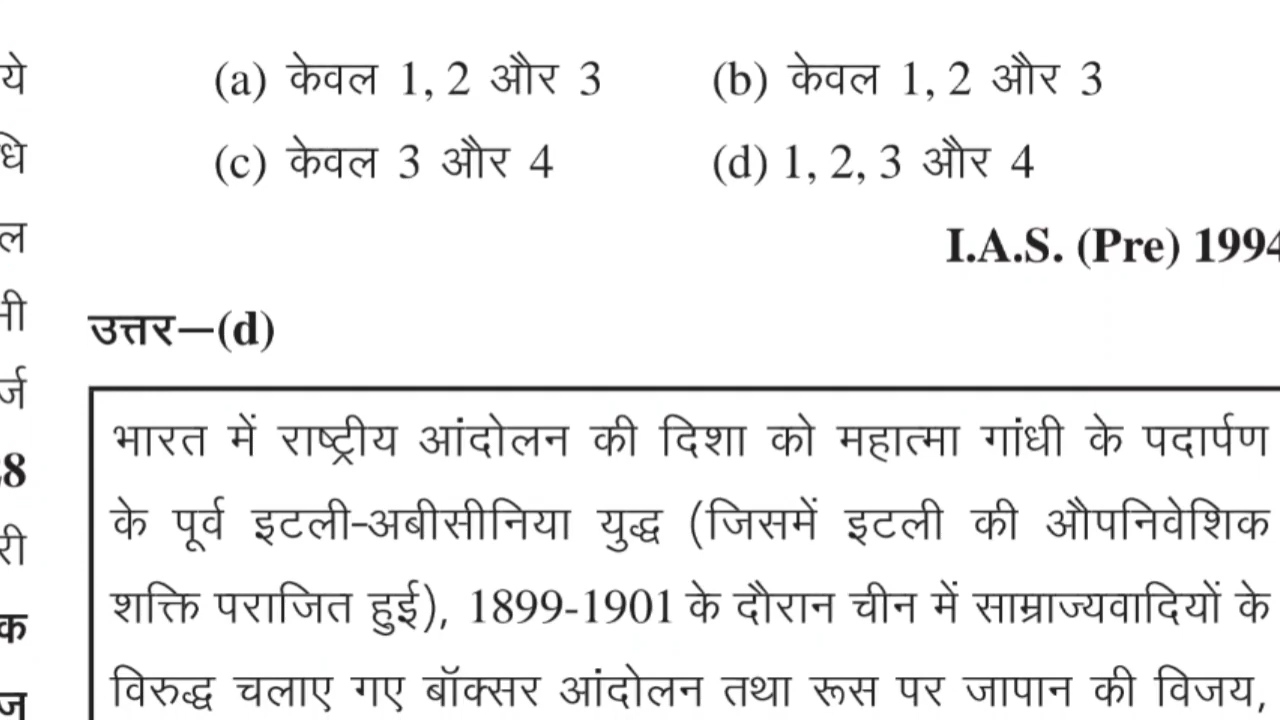 ये
(a) केवल 1, 2 और 3 (b) केवल 1, 2 और 3
धि
(c) केवल 3 और 4 (d) 1, 2, 3 और 4
ल
I.A.S. (Pre) 1994
उत्तर–(d)
भारत में राष्ट्रीय आंदोलन की दिशा को महात्मा गांधी के पदार्पण
के पूर्व इटली-अबीसीनिया युद्ध (जिसमें इटली की औपनिवेशिक
शक्ति पराजित हुई), 1899-1901 के दौरान चीन में साम्राज्यवादियों के
विरुद्ध चलाए गए बॉक्सर आंदोलन तथा रूस पर जापान की विजय,